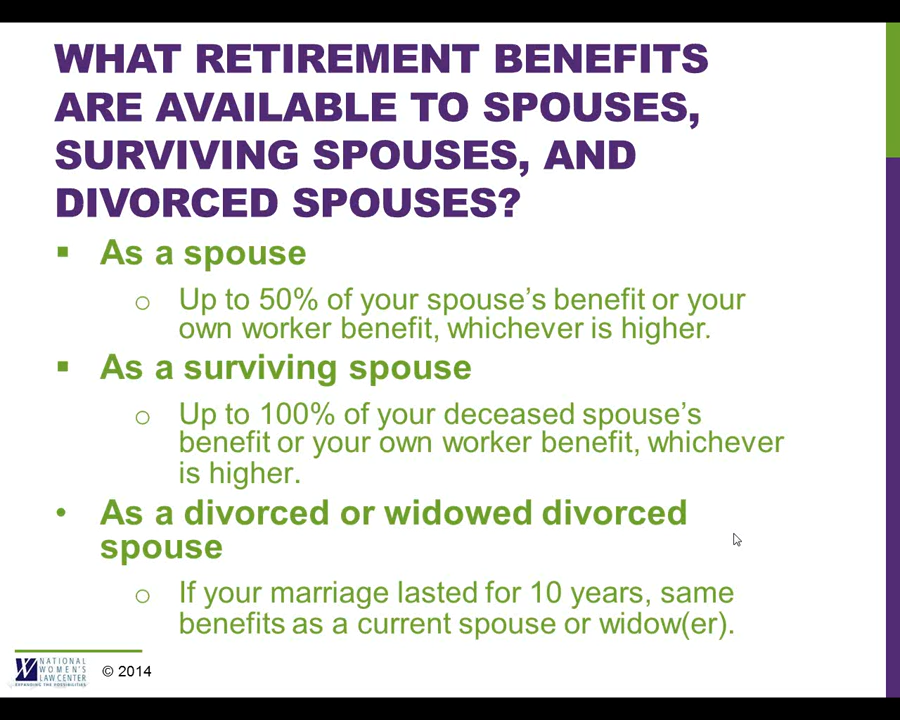 WHAT RETIREMENT BENEFITS
ARE AVAILABLE TO SPOUSES,
SURVIVING SPOUSES, AND
DIVORCED SPOUSES?
▪ As a spouse
o Up to 50% of your spouse’s benefit or your
own worker benefit, whichever is higher.
▪ As a surviving spouse
o Up to 100% of your deceased spouse’s
benefit or your own worker benefit, whichever
is higher.
• As a divorced or widowed divorced
spouse
o If your marriage lasted for 10 years, same
benefits as a current spouse or widow(er).
W NATIONAL
WOMEN'S
LAW CENTER
EXPANDING THE POSSIBILITIES
© 2014